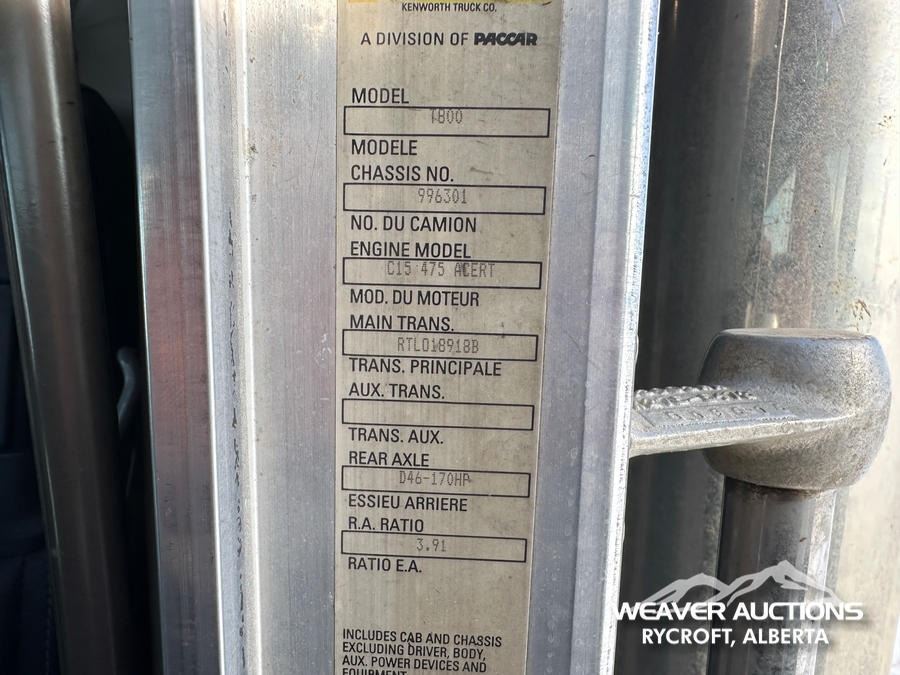 KENWORTH TRUCK CO.
A DIVISION OF PACCAR
MODEL
T800
MODELE
CHASSIS NO.
996301
NO. DU CAMION
ENGINE MODEL
C15 475 ACERT
MOD. DU MOTEUR
MAIN TRANS.
RTLO18918B
TRANS. PRINCIPALE
AUX. TRANS.
TRANS. AUX.
REAR AXLE
D46-170HP
ESSIEU ARRIERE
R.A. RATIO
3.91
RATIO E.A.
INCLUDES CAB AND CHASSIS
EXCLUDING DRIVER, BODY,
AUX. POWER DEVICES AND
EQUIPMENT
WEAVER AUCTIONS
RYCROFT, ALBERTA